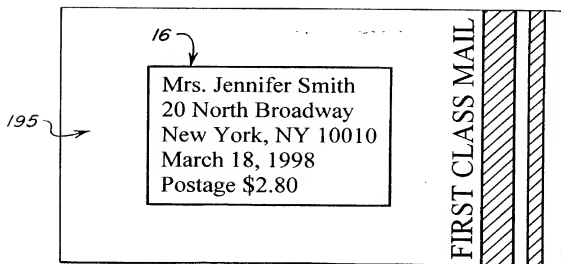 16
195
Mrs. Jennifer Smith
20 North Broadway
New York, NY 10010
March 18, 1998
Postage $2.80
FIRST CLASS MAIL